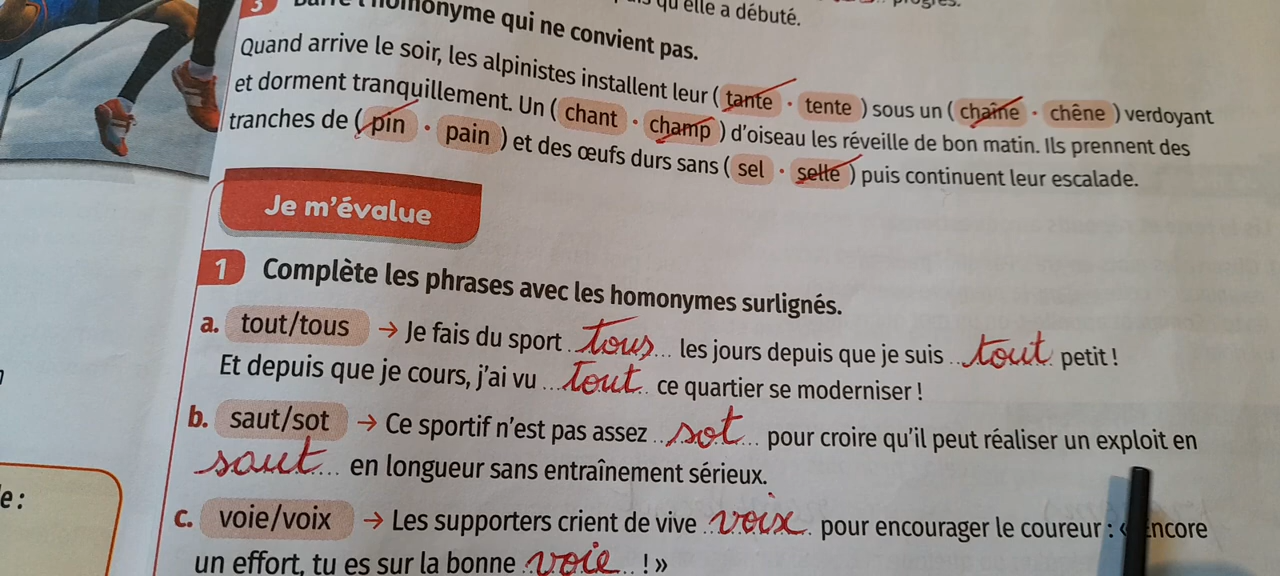 qu'elle a débuté.
3 l'homonyme qui ne convient pas.
Quand arrive le soir, les alpinistes installent leur ( tante • tente ) sous un ( chaîne • chêne ) verdoyant
et dorment tranquillement. Un ( chant • champ ) d'oiseau les réveille de bon matin. Ils prennent des
tranches de ( pin • pain ) et des œufs durs sans ( sel • selle ) puis continuent leur escalade.
Je m'évalue
1 Complète les phrases avec les homonymes surlignés.
a. tout/tous → Je fais du sport tous les jours depuis que je suis tout petit !
Et depuis que je cours, j'ai vu tout ce quartier se moderniser !
b. saut/sot → Ce sportif n'est pas assez sot pour croire qu'il peut réaliser un exploit en
saut en longueur sans entraînement sérieux.
e :
c. voie/voix → Les supporters crient de vive voix pour encourager le coureur : « Encore
un effort, tu es sur la bonne voie ! »